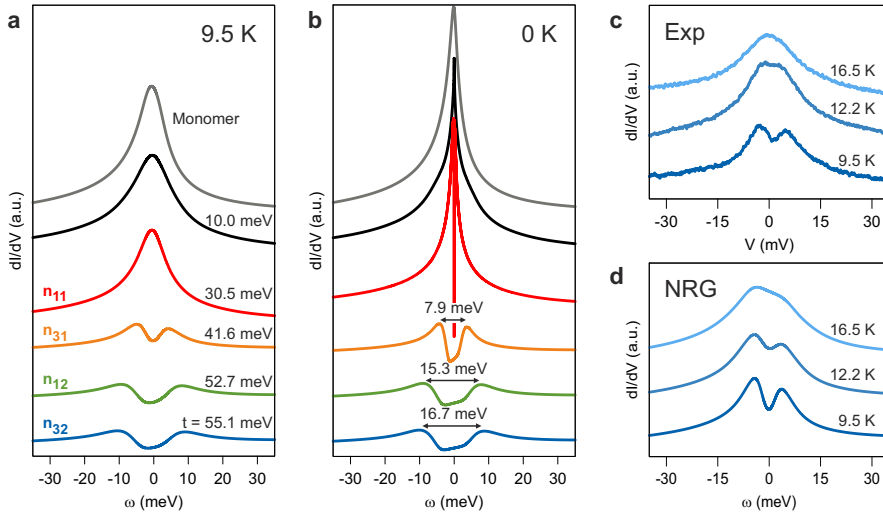 a
9.5 K
dI/dV (a.u.)
Monomer
10.0 meV
n11
30.5 meV
n31
41.6 meV
n12
52.7 meV
n32
t = 55.1 meV
-30 -20 -10 0 10 20 30
ω (meV)
b
0 K
dI/dV (a.u.)
7.9 meV
15.3 meV
16.7 meV
-30 -20 -10 0 10 20 30
ω (meV)
c
Exp
dI/dV (a.u.)
16.5 K
12.2 K
9.5 K
-30 -15 0 15 30
V (mV)
d
NRG
dI/dV (a.u.)
16.5 K
12.2 K
9.5 K
-30 -15 0 15 30
ω (meV)